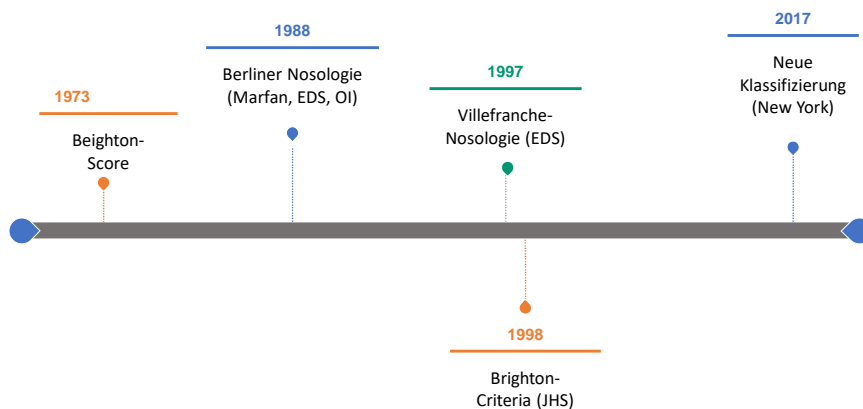 1973
Beighton-
Score
1988
Berliner Nosologie
(Marfan, EDS, OI)
1997
Villefranche-
Nosologie (EDS)
1998
Brighton-
Criteria (JHS)
2017
Neue
Klassifizierung
(New York)